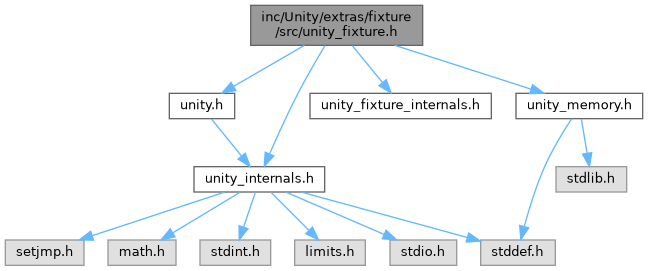 inc/Unity/extras/fixture
/src/unity_fixture.h
unity.h
unity_fixture_internals.h
unity_memory.h
unity_internals.h
stdlib.h
setjmp.h
math.h
stdint.h
limits.h
stdio.h
stddef.h